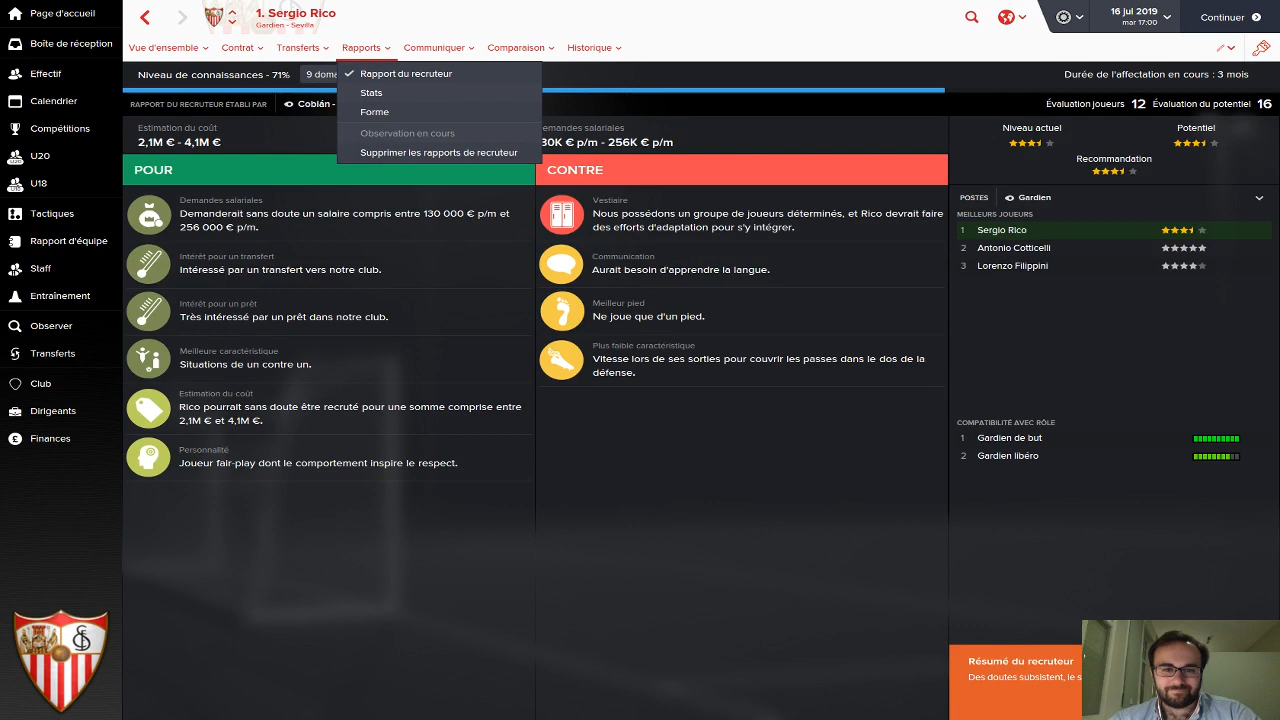 Page d'accueil
Boîte de réception
Effectif
Calendrier
Compétitions
U20
U18
Tactiques
Rapport d'équipe
Staff
Entraînement
Observer
Transferts
Club
Dirigeants
Finances
1. Sergio Rico
Gardien - Sevilla
16 jul 2019
mar 17:00
Continuer
Vue d'ensemble
Contrat
Transferts
Rapports
Communiquer
Comparaison
Historique
Rapport du recruteur
Stats
Forme
Observation en cours
Supprimer les rapports de recruteur
Niveau de connaissances - 71%
Durée de l'affectation en cours : 3 mois
RAPPORT DU RECRUTEUR ÉTABLI PAR
Cobián -
Évaluation joueurs 12 Évaluation du potentiel 16
Estimation du coût
2,1M € - 4,1M €
salariales
256K € p/m
POUR
Demandes salariales
Demanderait sans doute un salaire compris entre 130 000 € p/m et
256 000 € p/m.
Intérêt pour un transfert
Intéressé par un transfert vers notre club.
Intérêt pour un prêt
Très intéressé par un prêt dans notre club.
Meilleure caractéristique
Situations de un contre un.
Estimation du coût
Rico pourrait sans doute être recruté pour une somme comprise entre
2,1M € et 4,1M €.
Personnalité
Joueur fair-play dont le comportement inspire le respect.
CONTRE
Vestiaire
Nous possédons un groupe de joueurs déterminés, et Rico devrait faire
des efforts d'adaptation pour s'y intégrer.
Communication
Aurait besoin d'apprendre la langue.
Meilleur pied
Ne joue que d'un pied.
Plus faible caractéristique
Vitesse lors de ses sorties pour couvrir les passes dans le dos de la
défense.
Niveau actuel
Potentiel
Recommandation
POSTES
Gardien
MEILLEURS JOUEURS
1 Sergio Rico
2 Antonio Cotticelli
3 Lorenzo Filippini
COMPATIBILITÉ AVEC RÔLE
1 Gardien de but
2 Gardien libéro
Résumé du recruteur
Des doutes subsistent, le s